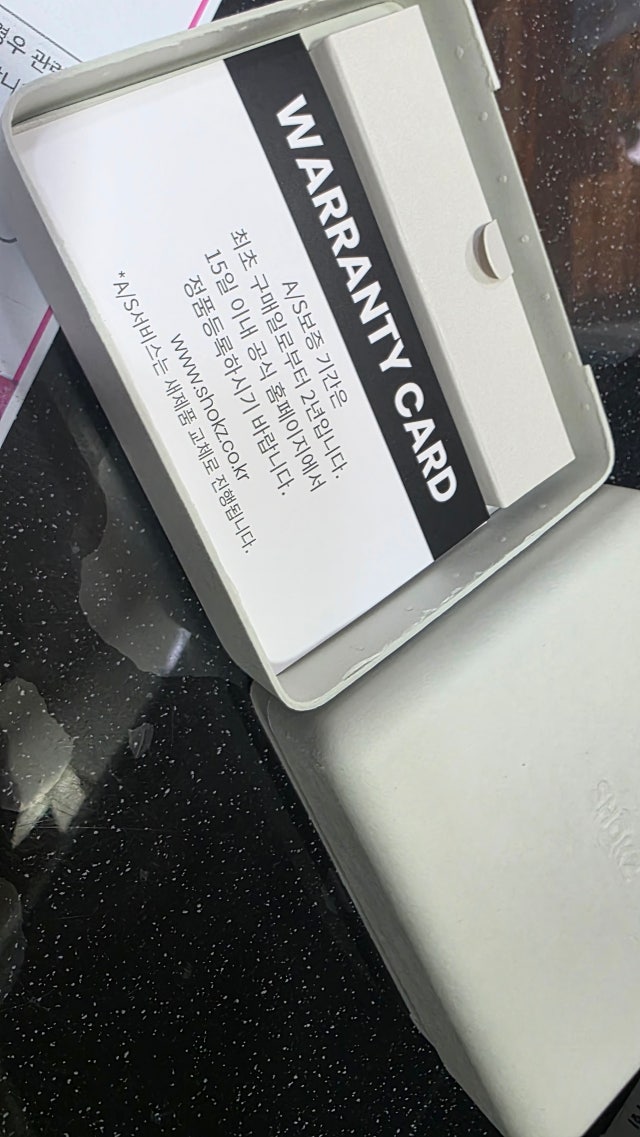 WARRANTY CARD
A/S보증 기간은
최초 구매일로부터 2년입니다.
15일 이내 공식 홈페이지에서
정품등록하시기 바랍니다.
www.shokz.co.kr
*A/S서비스는 새제품 교체로 진행됩니다.
SHOKZ